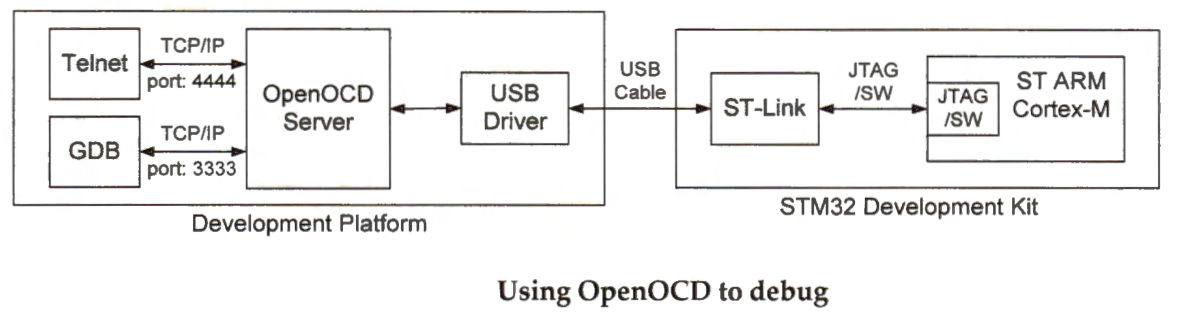 Telnet
TCP/IP
port: 4444
GDB
TCP/IP
port: 3333
OpenOCD
Server
USB
Driver
USB
Cable
ST-Link
JTAG
/SW
JTAG
/SW
ST ARM
Cortex-M
Development Platform
STM32 Development Kit
Using OpenOCD to debug